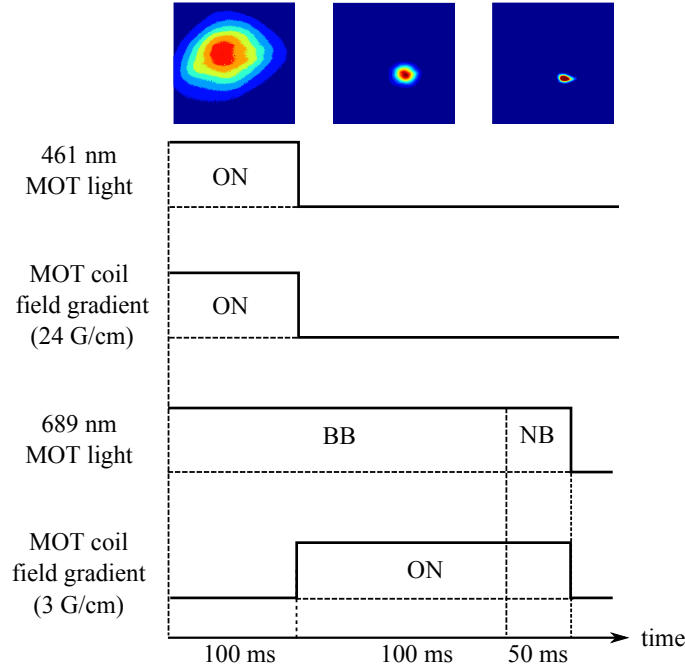 461 nm
MOT light
ON
MOT coil
field gradient
(24 G/cm)
ON
689 nm
MOT light
BB
NB
MOT coil
field gradient
(3 G/cm)
ON
time
100 ms
100 ms
50 ms